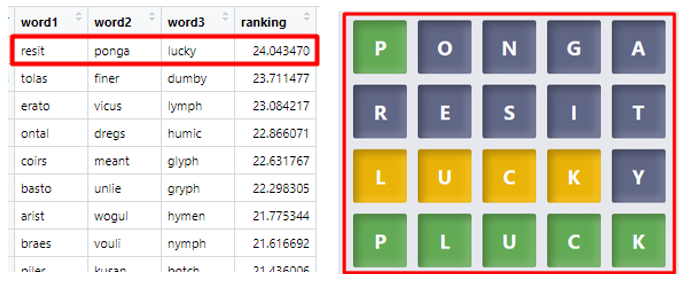 word1 word2 word3 ranking
resit ponga lucky 24.043470
tolas finer dumby 23.711477
erato vicus lymph 23.084217
ontal dregs humic 22.866071
coirs meant glyph 22.631767
basto unlie gryph 22.298305
arist wogul hymen 21.775344
braes vouli nymph 21.616692
piler kusan botch 21.436006
P O N G A
R E S I T
L U C K Y
P L U C K